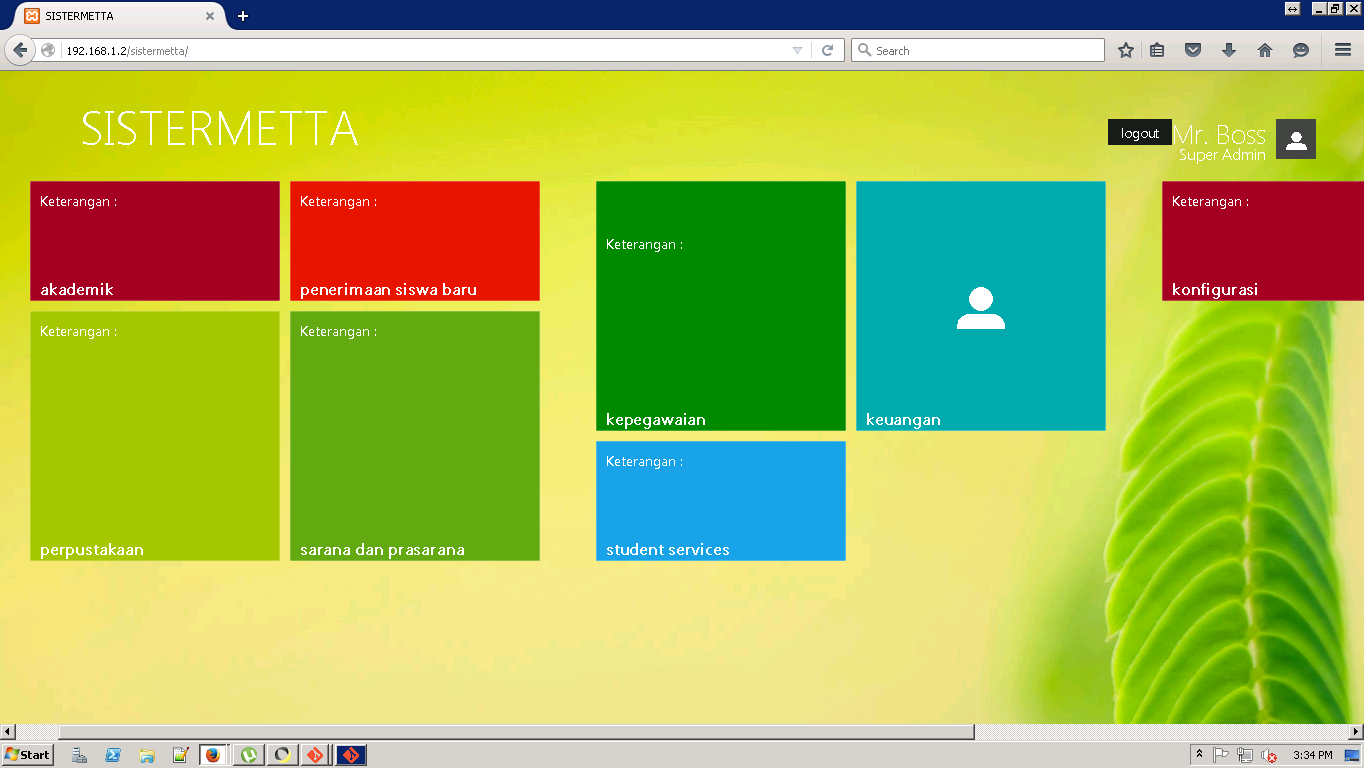 SISTERMETTA
192.168.1.2/sistermetta/
Search
SISTERMETTA
logout
Mr. Boss
Super Admin
Keterangan :
akademik
Keterangan :
penerimaan siswa baru
Keterangan :
kepegawaian
keuangan
Keterangan :
konfigurasi
Keterangan :
perpustakaan
Keterangan :
sarana dan prasarana
Keterangan :
student services
Start
3:34 PM